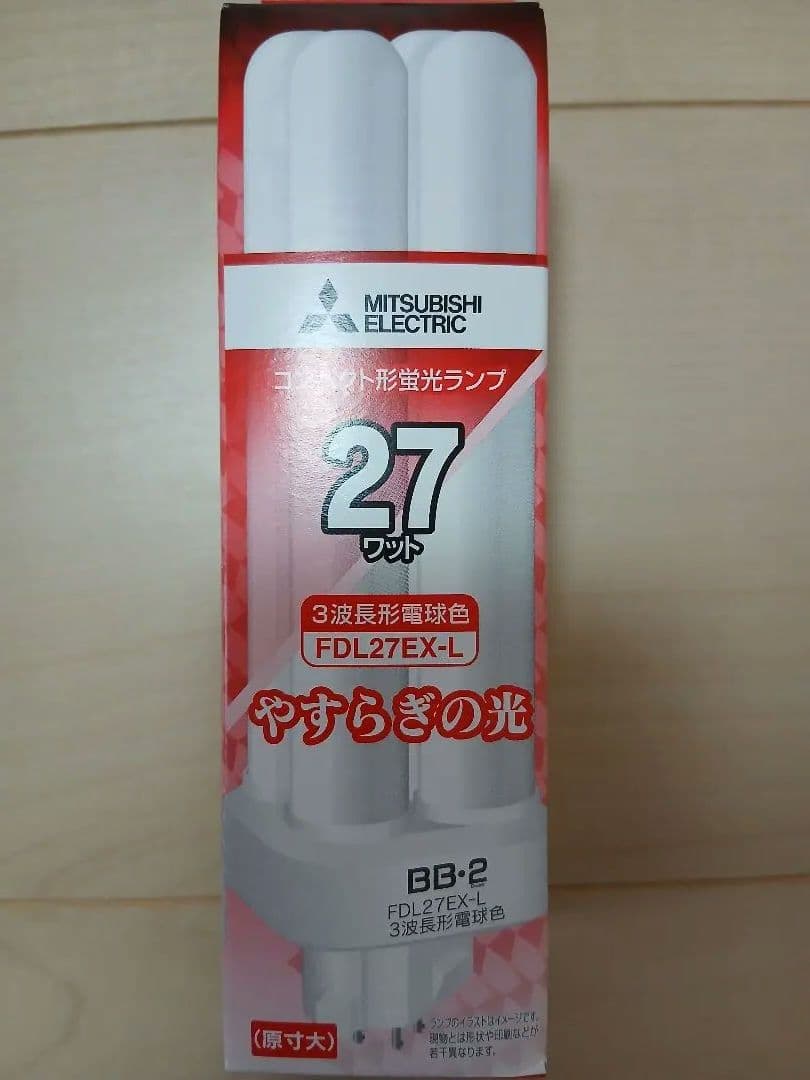 MITSUBISHI
ELECTRIC
コンパクト形蛍光ランプ
27
ワット
3波長形電球色
FDL27EX-L
やすらぎの光
BB・2
FDL27EX-L
3波長形電球色
(原寸大)
ランプのイラストはイメージです。
現物とは形状や印刷などが
若干異なります。